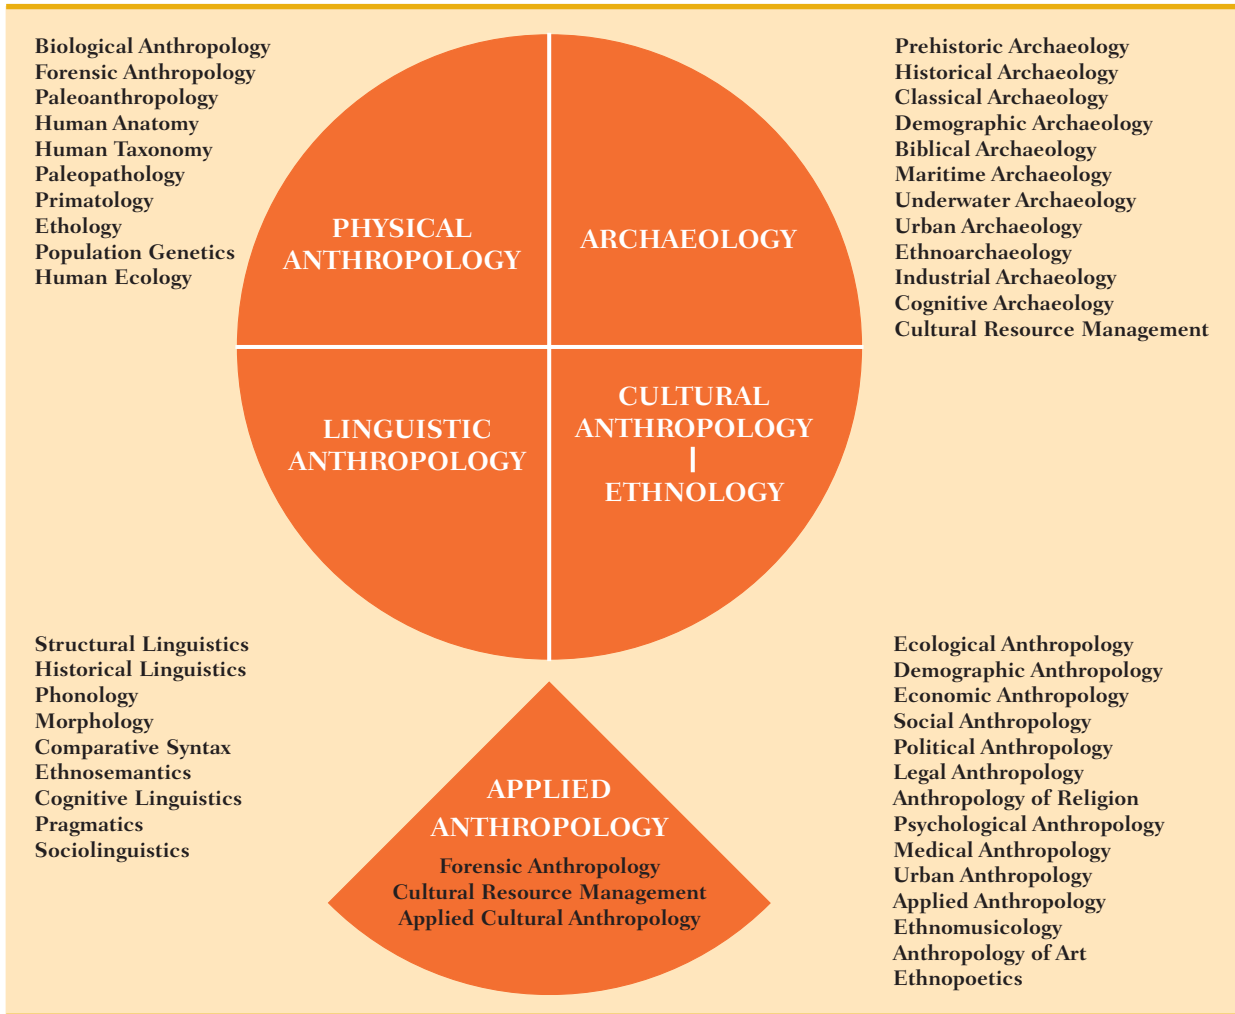 Biological Anthropology
Forensic Anthropology
Paleoanthropology
Human Anatomy
Human Taxonomy
Paleopathology
Primatology
Ethology
Population Genetics
Human Ecology
PHYSICAL
ANTHROPOLOGY
ARCHAEOLOGY
Prehistoric Archaeology
Historical Archaeology
Classical Archaeology
Demographic Archaeology
Biblical Archaeology
Maritime Archaeology
Underwater Archaeology
Urban Archaeology
Ethnoarchaeology
Industrial Archaeology
Cognitive Archaeology
Cultural Resource Management
LINGUISTIC
ANTHROPOLOGY
CULTURAL
ANTHROPOLOGY
ETHNOLOGY
Structural Linguistics
Historical Linguistics
Phonology
Morphology
Comparative Syntax
Ethnosemantics
Cognitive Linguistics
Pragmatics
Sociolinguistics
APPLIED
ANTHROPOLOGY
Forensic Anthropology
Cultural Resource Management
Applied Cultural Anthropology
Ecological Anthropology
Demographic Anthropology
Economic Anthropology
Social Anthropology
Political Anthropology
Legal Anthropology
Anthropology of Religion
Psychological Anthropology
Medical Anthropology
Urban Anthropology
Applied Anthropology
Ethnomusicology
Anthropology of Art
Ethnopoetics